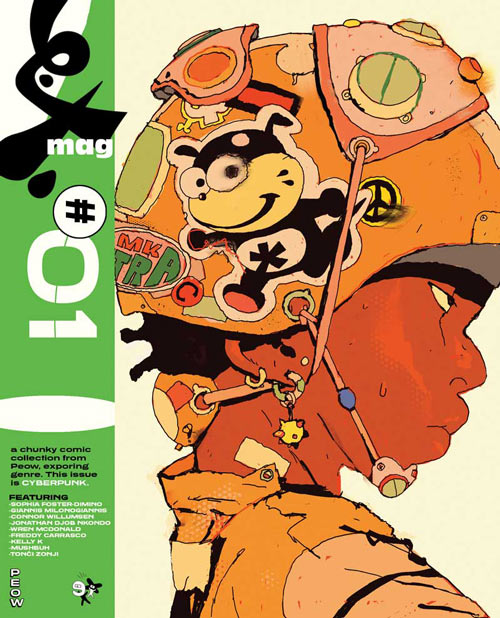 mag
#
01
MKA
TRA
C
a chunky comic
collection from
Peow, exporing
genre. This issue
is CYBERPUNK.
FEATURING
-SOPHIA FOSTER-DIMINO
-GIANNIS MILONOGIANNIS
-CONNOR WILLUMSEN
-JONATHAN DJOB NKONDO
-WREN MCDONALD
-FREDDY CARRASCO
-KELLY K
-MUSHBUH
-TONČI ZONJI
PEOW